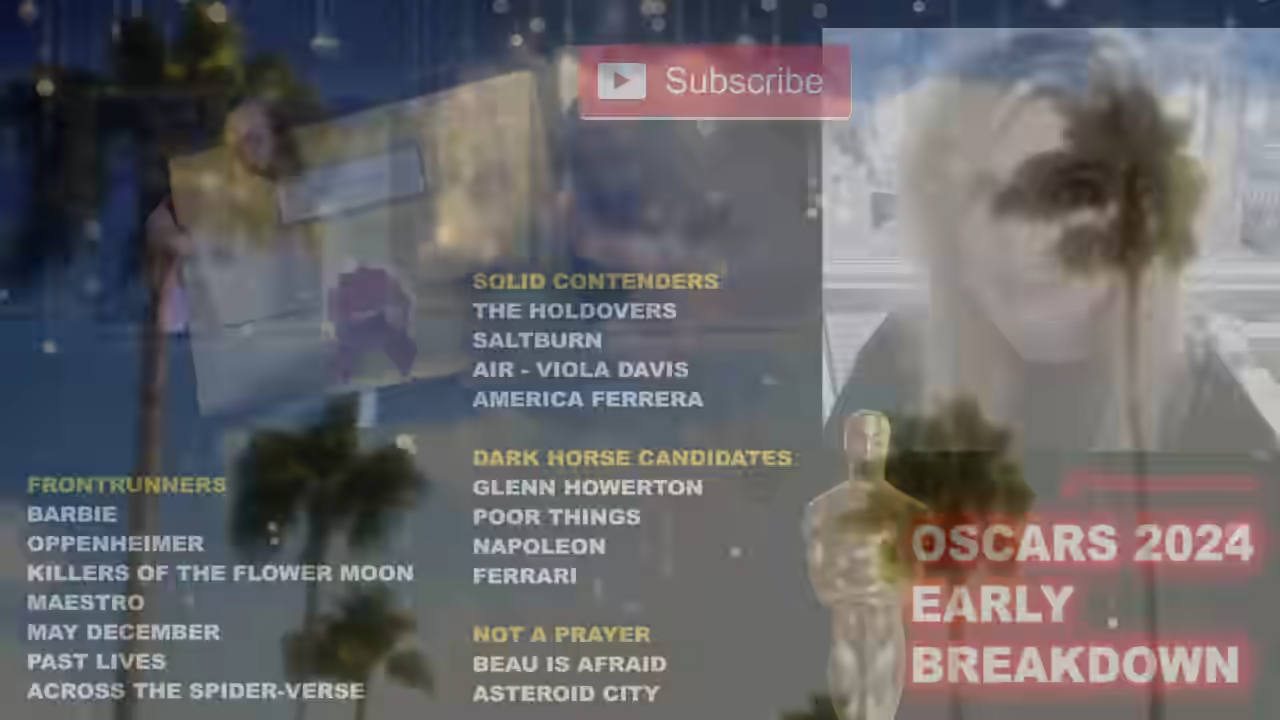 Subscribe
FRONTRUNNERS
BARBIE
OPPENHEIMER
KILLERS OF THE FLOWER MOON
MAESTRO
MAY DECEMBER
PAST LIVES
ACROSS THE SPIDER-VERSE
SOLID CONTENDERS
THE HOLDOVERS
SALTBURN
AIR - VIOLA DAVIS
AMERICA FERRERA
DARK HORSE CANDIDATES:
GLENN HOWERTON
POOR THINGS
NAPOLEON
FERRARI
NOT A PRAYER
BEAU IS AFRAID
ASTEROID CITY
OSCARS 2024
EARLY
BREAKDOWN